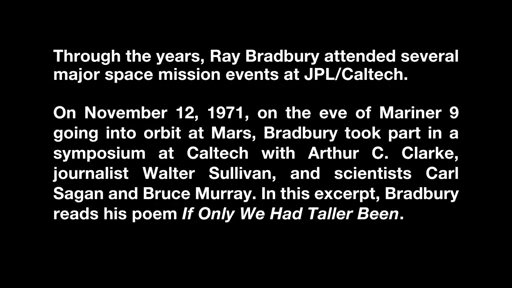 Through the years, Ray Bradbury attended several
major space mission events at JPL/Caltech.
On November 12, 1971, on the eve of Mariner 9
going into orbit at Mars, Bradbury took part in a
symposium at Caltech with Arthur C. Clarke,
journalist Walter Sullivan, and scientists Carl
Sagan and Bruce Murray. In this excerpt, Bradbury
reads his poem If Only We Had Taller Been.